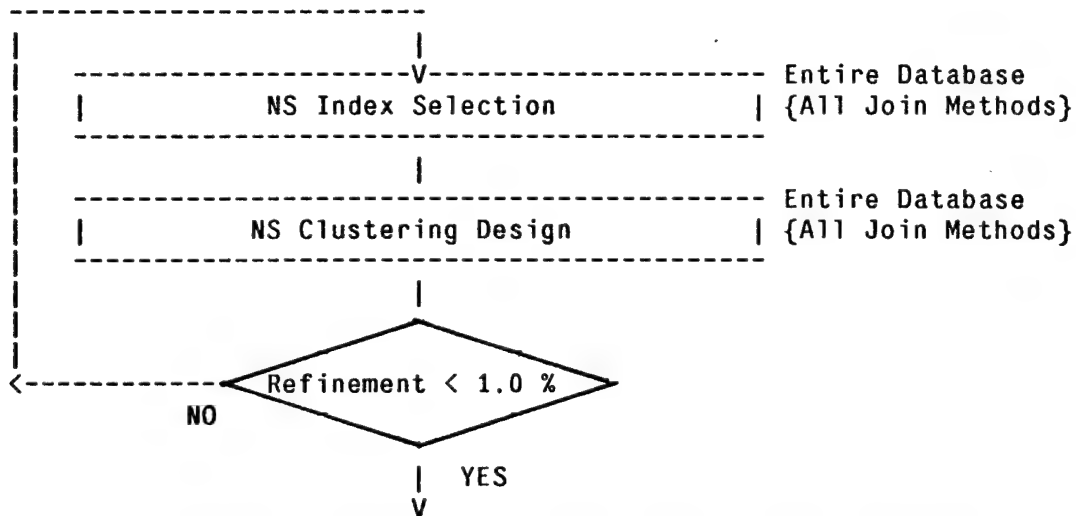 Entire Database
NS Index Selection {All Join Methods}
Entire Database
NS Clustering Design {All Join Methods}
Refinement < 1.0 %
NO
YES